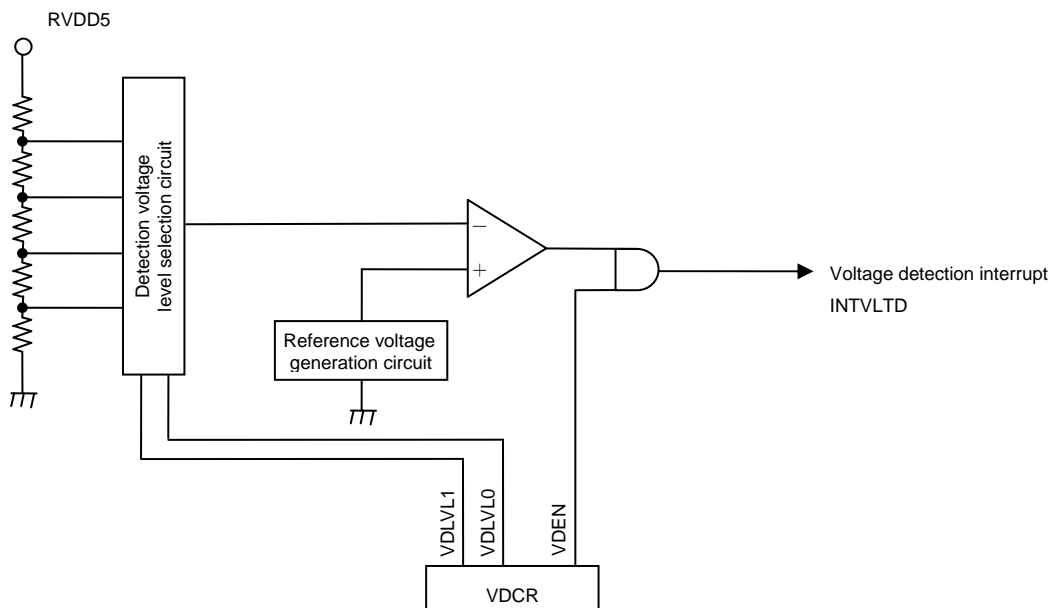 RVDD5
Detection voltage
level selection circuit
−
+
Reference voltage
generation circuit
Voltage detection interrupt
INTVLTD
VDLVL1
VDLVL0
VDEN
VDCR